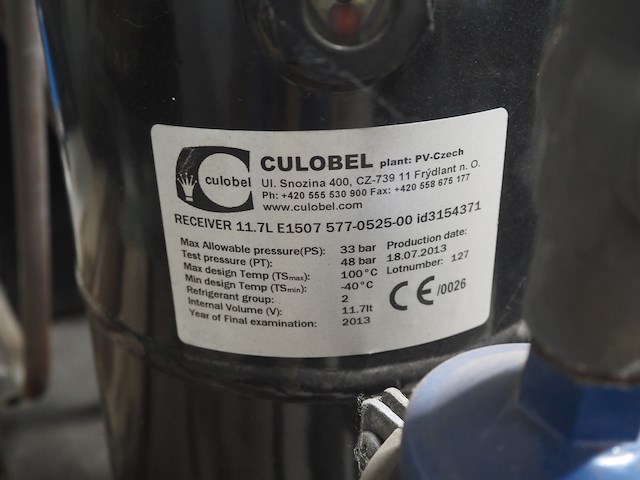 culobel
CULOBEL plant: PV-Czech
Ul. Snozina 400, CZ-739 11 Frýdlant n. O.
Ph: +420 555 530 900 Fax: +420 558 675 177
www.culobel.com
RECEIVER 11.7L E1507 577-0525-00 id3154371
Max Allowable pressure(PS): 33 bar
Test pressure (PT): 48 bar
Max design Temp (TSmax): 100°C
Min design Temp (TSmin): -40°C
Refrigerant group: 2
Internal Volume (V): 11.7lt
Year of Final examination: 2013
Production date:
18.07.2013
Lotnumber: 127
CE/0026